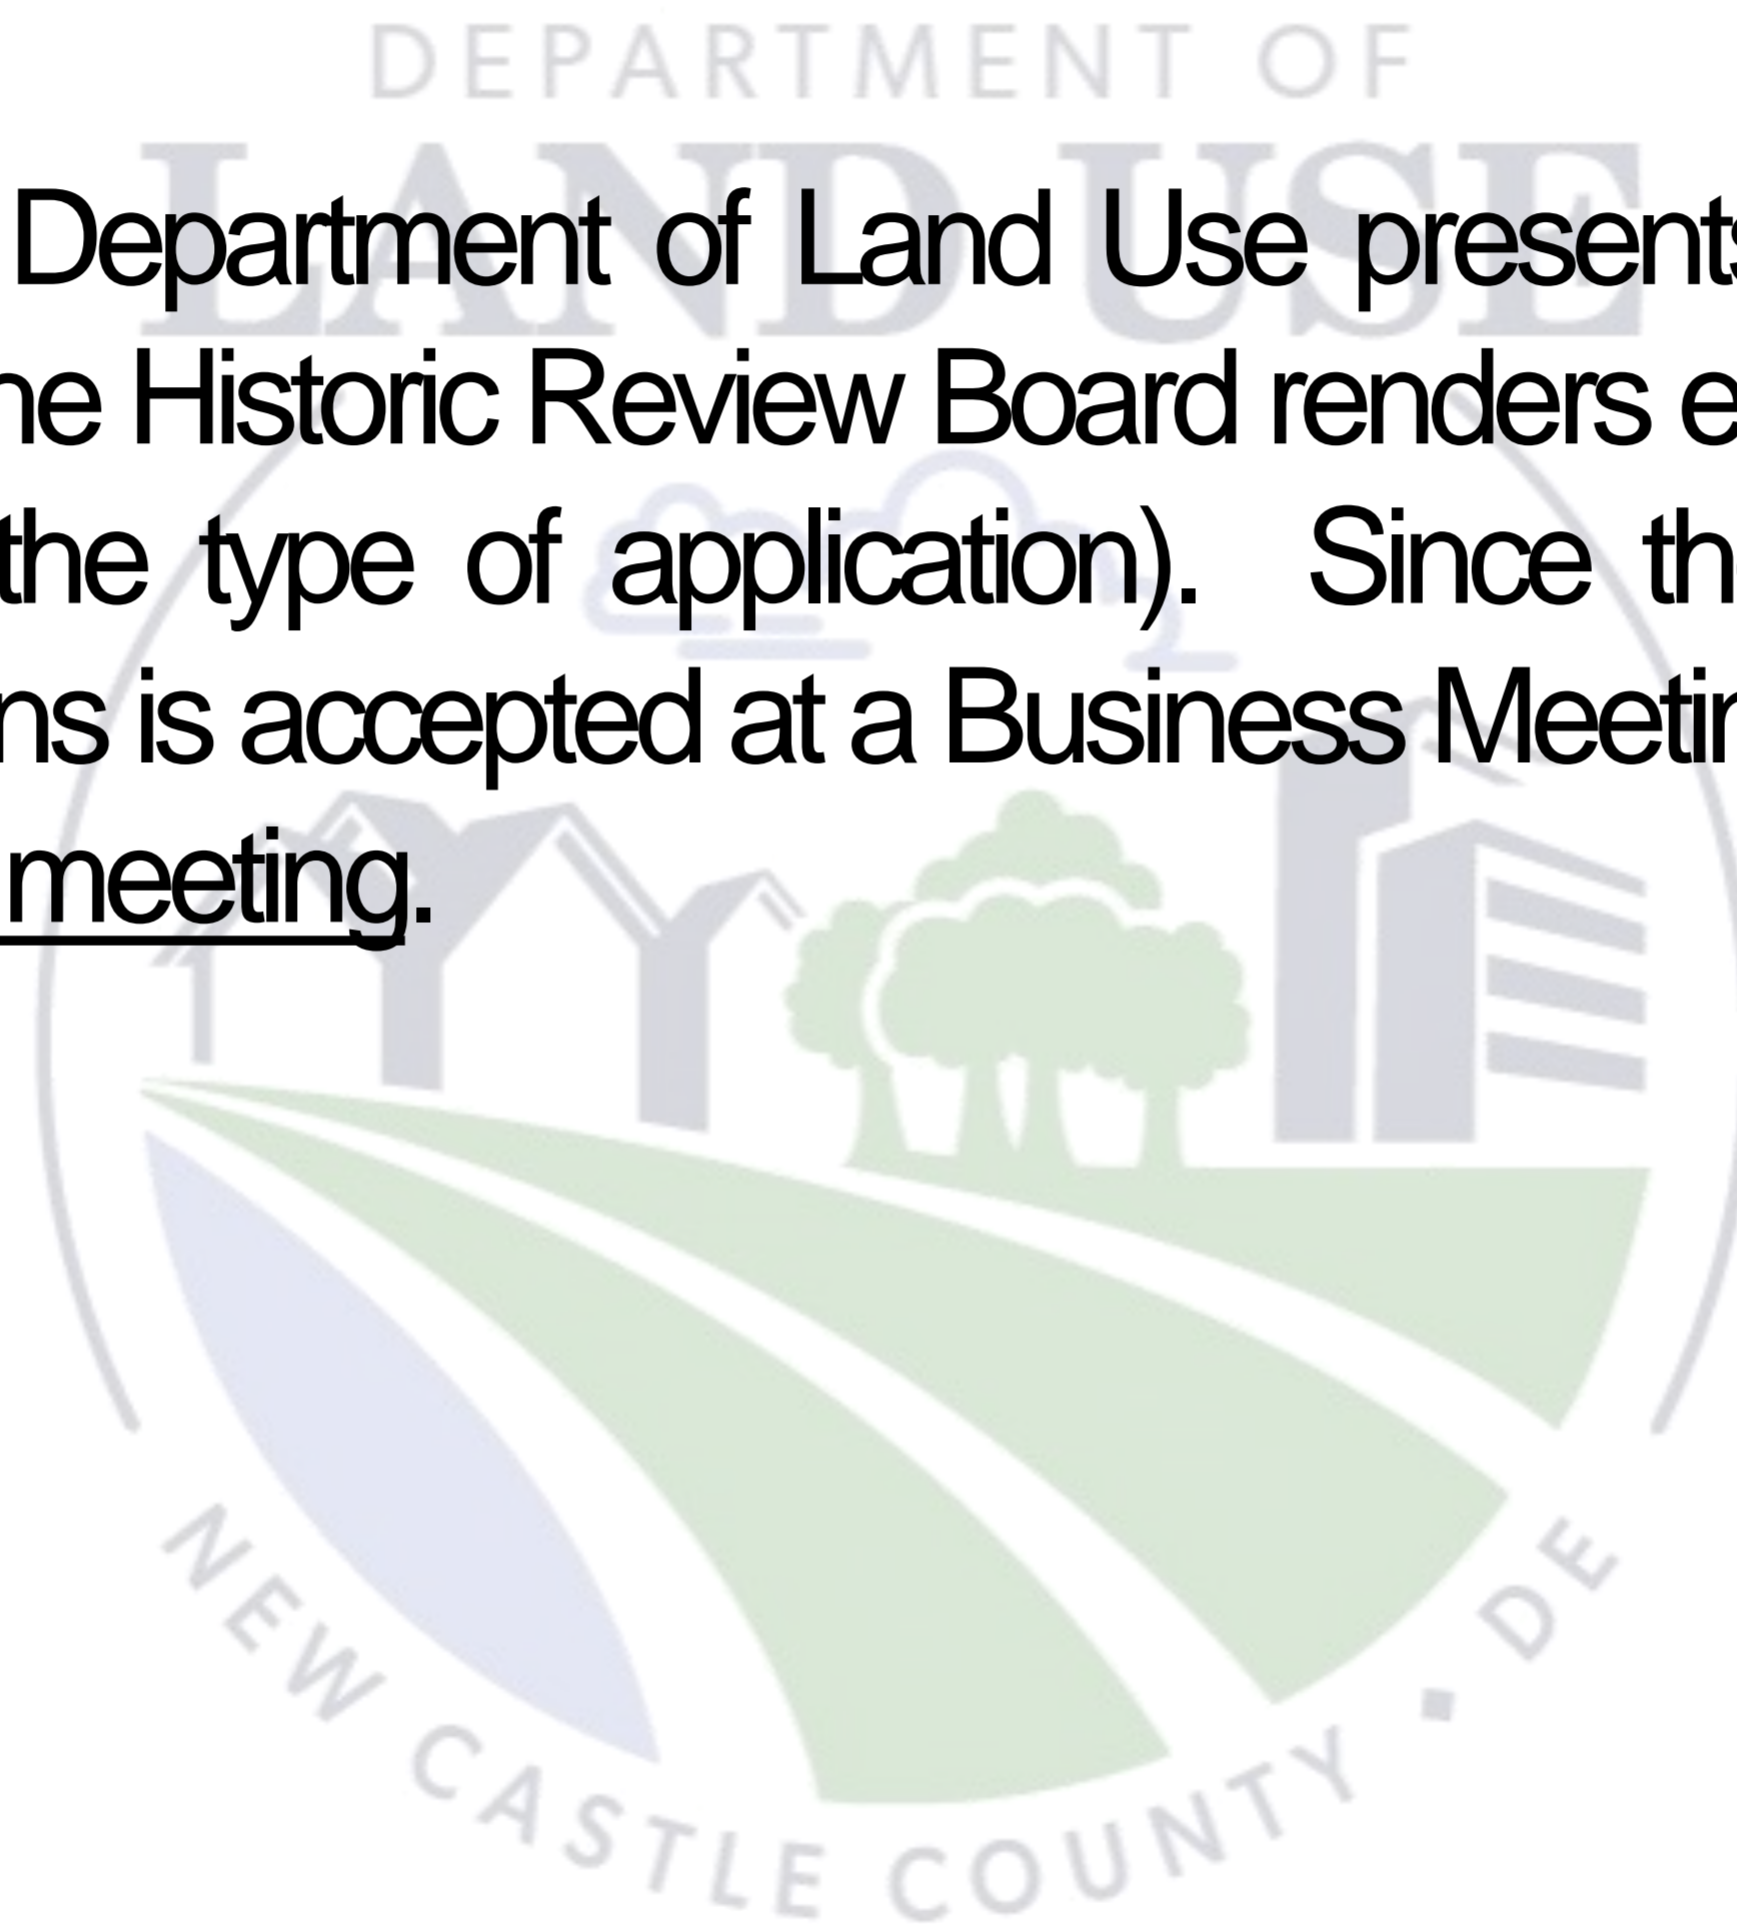 DEPARTMENT OF
LAND USE
Department of Land Use presents
he Historic Review Board renders e
the type of application). Since th
ns is accepted at a Business Meetin
meeting.
NEW CASTLE COUNTY ▪ DE